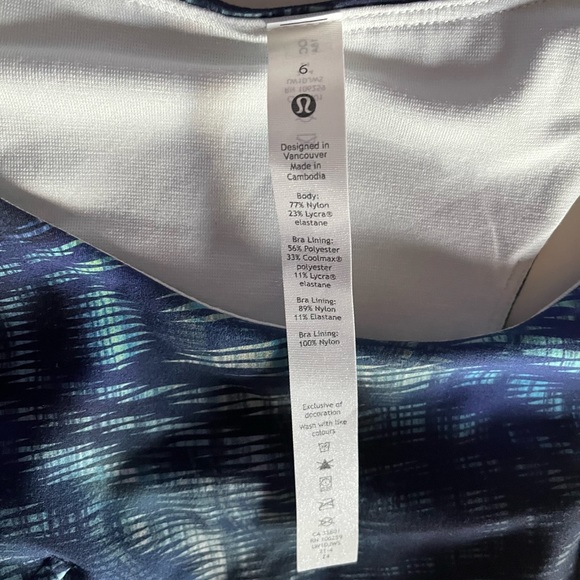 6
Designed in
Vancouver
Made in
Cambodia
Body:
77% Nylon
23% Lycra®
elastane
Bra Lining:
56% Polyester
33% Coolmax®
polyester
11% Lycra®
elastane
Bra Lining:
89% Nylon
11% Elastane
Bra Lining:
100% Nylon
Exclusive of
decoration
Wash with like
colours